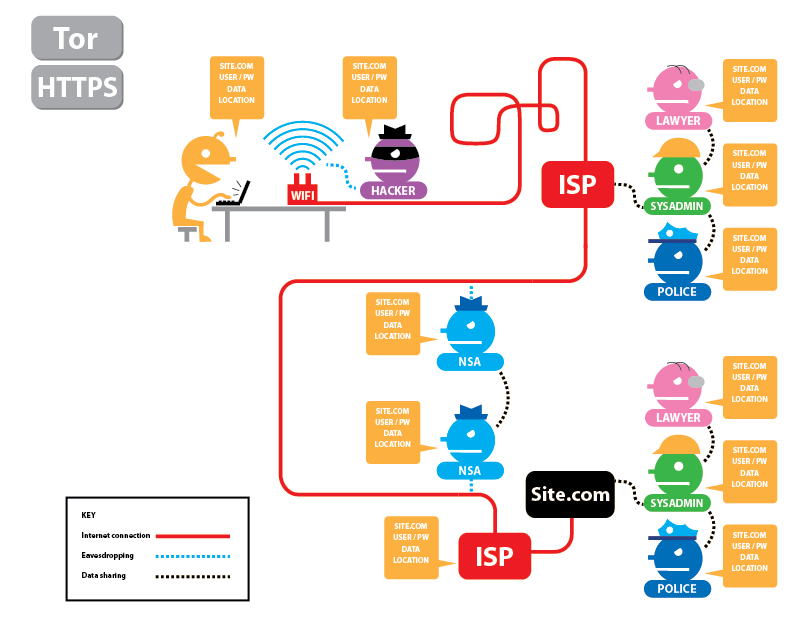 Tor
HTTPS
SITE.COM
USER / PW
DATA
LOCATION
SITE.COM
USER / PW
DATA
LOCATION
WIFI
HACKER
ISP
SITE.COM
USER / PW
DATA
LOCATION
LAWYER
SITE.COM
USER / PW
DATA
LOCATION
SYSADMIN
SITE.COM
USER / PW
DATA
LOCATION
POLICE
SITE.COM
USER / PW
DATA
LOCATION
NSA
SITE.COM
USER / PW
DATA
LOCATION
NSA
SITE.COM
USER / PW
DATA
LOCATION
LAWYER
SITE.COM
USER / PW
DATA
LOCATION
SYSADMIN
SITE.COM
USER / PW
DATA
LOCATION
POLICE
Site.com
SITE.COM
USER / PW
DATA
LOCATION
ISP
KEY
Internet connection
Eavesdropping
Data sharing